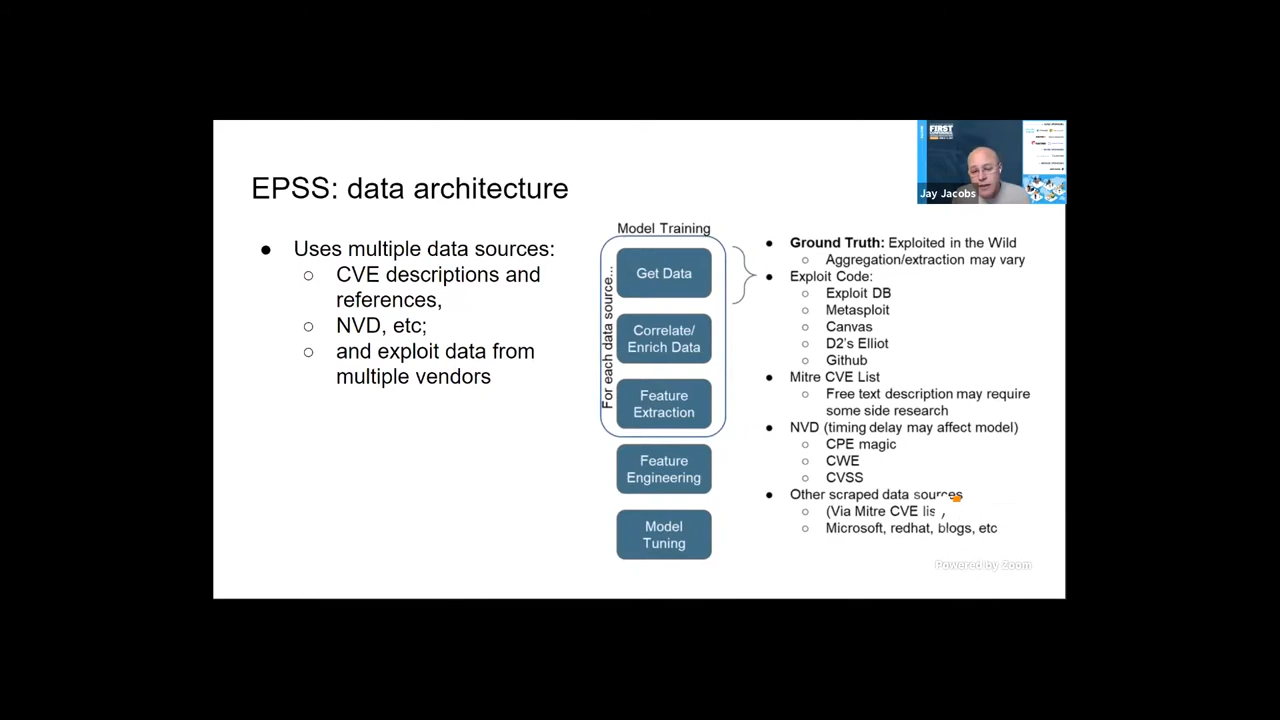 FIRST
Jay Jacobs
EPSS: data architecture
● Uses multiple data sources:
○ CVE descriptions and
references,
○ NVD, etc;
○ and exploit data from
multiple vendors
Model Training
For each data source...
Get Data
Correlate/
Enrich Data
Feature
Extraction
Feature
Engineering
Model
Tuning
● Ground Truth: Exploited in the Wild
○ Aggregation/extraction may vary
● Exploit Code:
○ Exploit DB
○ Metasploit
○ Canvas
○ D2's Elliot
○ Github
● Mitre CVE List
○ Free text description may require
some side research
● NVD (timing delay may affect model)
○ CPE magic
○ CWE
○ CVSS
● Other scraped data sources
○ (Via Mitre CVE
○ Microsoft, redhat, blogs, etc
Powered by Zoom